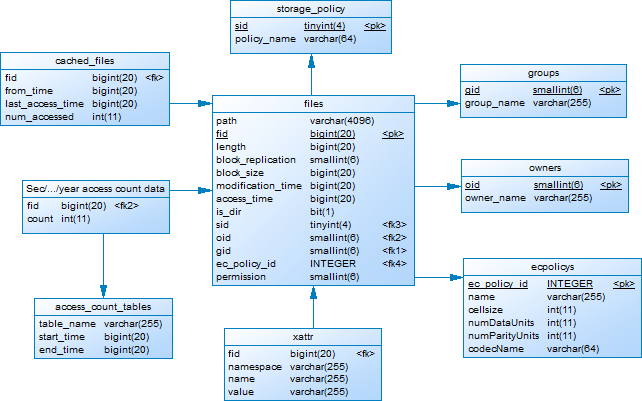 storage_policy
sid tinyint(4) <pk>
policy_name varchar(64)
cached_files
fid bigint(20) <fk>
from_time bigint(20)
last_access_time bigint(20)
num_accessed int(11)
files
path varchar(4096)
fid bigint(20) <pk>
length bigint(20)
block_replication smallint(6)
block_size bigint(20)
modification_time bigint(20)
access_time bigint(20)
is_dir bit(1)
sid tinyint(4) <fk3>
oid smallint(6) <fk2>
gid smallint(6) <fk1>
ec_policy_id INTEGER <fk4>
permission smallint(6)
groups
gid smallint(6) <pk>
group_name varchar(255)
owners
oid smallint(6) <pk>
owner_name varchar(255)
Sec/.../year access count data
fid bigint(20) <fk2>
count int(11)
access_count_tables
table_name varchar(255)
start_time bigint(20)
end_time bigint(20)
ecpolicys
ec_policy_id INTEGER <pk>
name varchar(255)
cellsize int(11)
numDataUnits int(11)
numParityUnits int(11)
codecName varchar(64)
xattr
fid bigint(20) <fk>
namespace varchar(255)
name varchar(255)
value varchar(255)